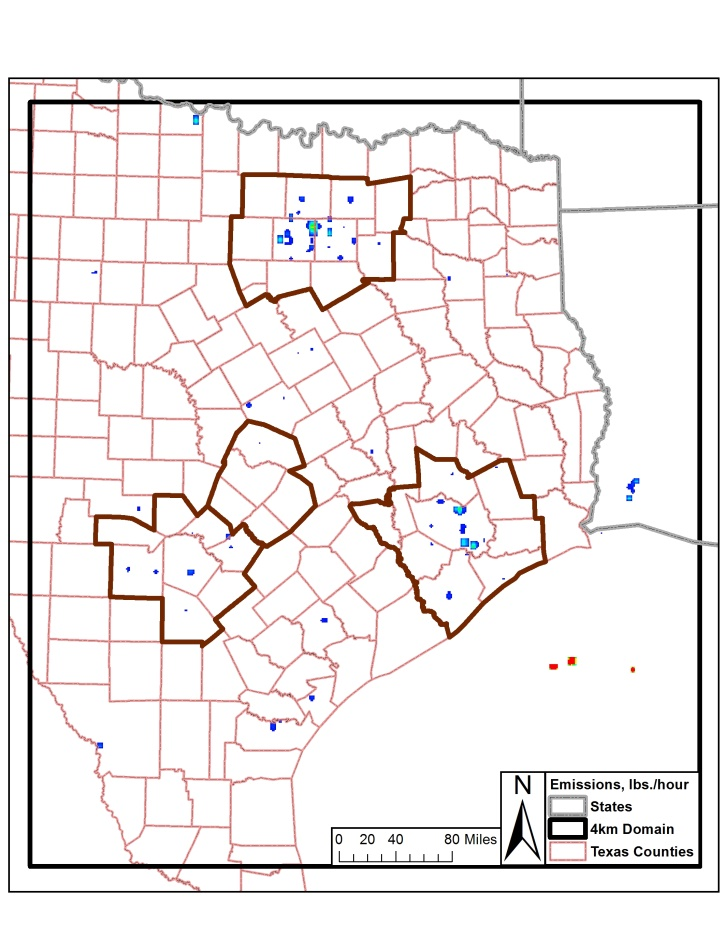 N
Emissions, lbs./hour
States
4km Domain
Texas Counties
0 20 40 80 Miles